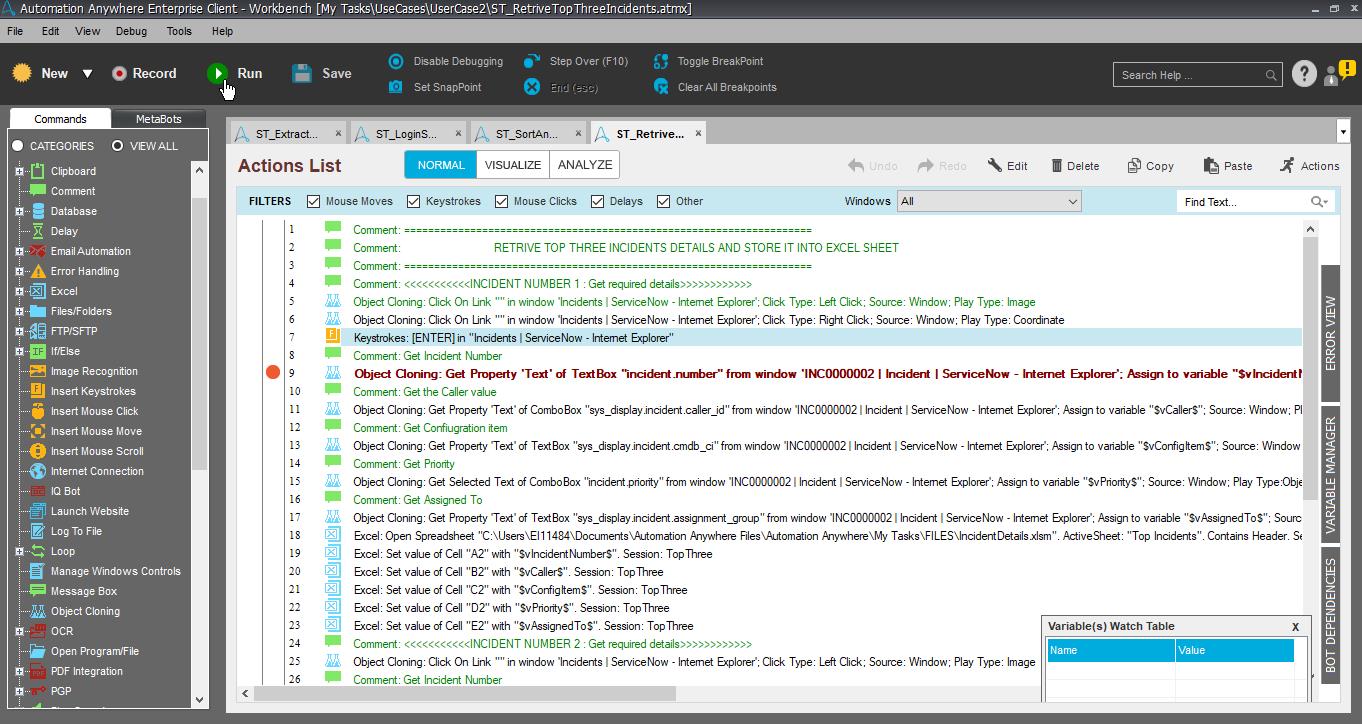 Automation Anywhere Enterprise Client - Workbench [My Tasks\UseCases\UserCase2\ST_RetriveTopThreeIncidents.atmx]
File Edit View Debug Tools Help
New Record Run Save
Disable Debugging Step Over (F10) Toggle BreakPoint
Set SnapPoint End (esc) Clear All Breakpoints
Search Help ...
Commands MetaBots
CATEGORIES VIEW ALL
Clipboard
Comment
Database
Delay
Email Automation
Error Handling
Excel
Files/Folders
FTP/SFTP
If/Else
Image Recognition
Insert Keystrokes
Insert Mouse Click
Insert Mouse Move
Insert Mouse Scroll
Internet Connection
IQ Bot
Launch Website
Log To File
Loop
Manage Windows Controls
Message Box
Object Cloning
OCR
Open Program/File
PDF Integration
PGP
ST_Extract... x ST_LoginS... x ST_SortAn... x ST_Retrive... x
Actions List NORMAL VISUALIZE ANALYZE Undo Redo Edit Delete Copy Paste Actions
FILTERS Mouse Moves Keystrokes Mouse Clicks Delays Other Windows All Find Text...
1 Comment: ====================================================================
2 Comment: RETRIVE TOP THREE INCIDENTS DETAILS AND STORE IT INTO EXCEL SHEET
3 Comment: ====================================================================
4 Comment: <<<<<<<<<<<INCIDENT NUMBER 1 : Get required details>>>>>>>>>>>>
5 Object Cloning: Click On Link "" in window 'Incidents | ServiceNow - Internet Explorer'; Click Type: Left Click; Source: Window; Play Type: Image
6 Object Cloning: Click On Link "" in window 'Incidents | ServiceNow - Internet Explorer'; Click Type: Right Click; Source: Window; Play Type: Coordinate
7 Keystrokes: [ENTER] in "Incidents | ServiceNow - Internet Explorer"
8 Comment: Get Incident Number
9 Object Cloning: Get Property 'Text' of TextBox "incident.number" from window 'INC0000002 | Incident | ServiceNow - Internet Explorer'; Assign to variable "$vIncidentN
10 Comment: Get the Caller value
11 Object Cloning: Get Property 'Text' of ComboBox "sys_display.incident.caller_id" from window 'INC0000002 | Incident | ServiceNow - Internet Explorer'; Assign to variable "$vCaller$"; Source: Window; Pl
12 Comment: Get Confiugration item
13 Object Cloning: Get Property 'Text' of TextBox "sys_display.incident.cmdb_ci" from window 'INC0000002 | Incident | ServiceNow - Internet Explorer'; Assign to variable "$vConfigItem$"; Source: Window
14 Comment: Get Priority
15 Object Cloning: Get Selected Text of ComboBox "incident.priority" from window 'INC0000002 | Incident | ServiceNow - Internet Explorer'; Assign to variable "$vPriority$"; Source: Window; Play Type:Obje
16 Comment: Get Assigned To
17 Object Cloning: Get Property 'Text' of TextBox "sys_display.incident.assignment_group" from window 'INC0000002 | Incident | ServiceNow - Internet Explorer'; Assign to variable "$vAssignedTo$"; Sourc
18 Excel: Open Spreadsheet "C:\Users\EI11484\Documents\Automation Anywhere Files\Automation Anywhere\My Tasks\FILES\IncidentDetails.xlsm". ActiveSheet: "Top Incidents". Contains Header. Se
19 Excel: Set value of Cell "A2" with "$vIncidentNumber$". Session: TopThree
20 Excel: Set value of Cell "B2" with "$vCaller$". Session: TopThree
21 Excel: Set value of Cell "C2" with "$vConfigItem$". Session: TopThree
22 Excel: Set value of Cell "D2" with "$vPriority$". Session: TopThree
23 Excel: Set value of Cell "E2" with "$vAssignedTo$". Session: TopThree
24 Comment: <<<<<<<<<<<INCIDENT NUMBER 2 : Get required details>>>>>>>>>>>>
25 Object Cloning: Click On Link "" in window 'Incidents | ServiceNow - Internet Explorer'; Click Type: Left Click; Source: Window; Play Type: Image
26 Comment: Get Incident Number
Variable(s) Watch Table X
Name Value
ERROR VIEW
VARIABLE MANAGER
BOT DEPENDENCIES